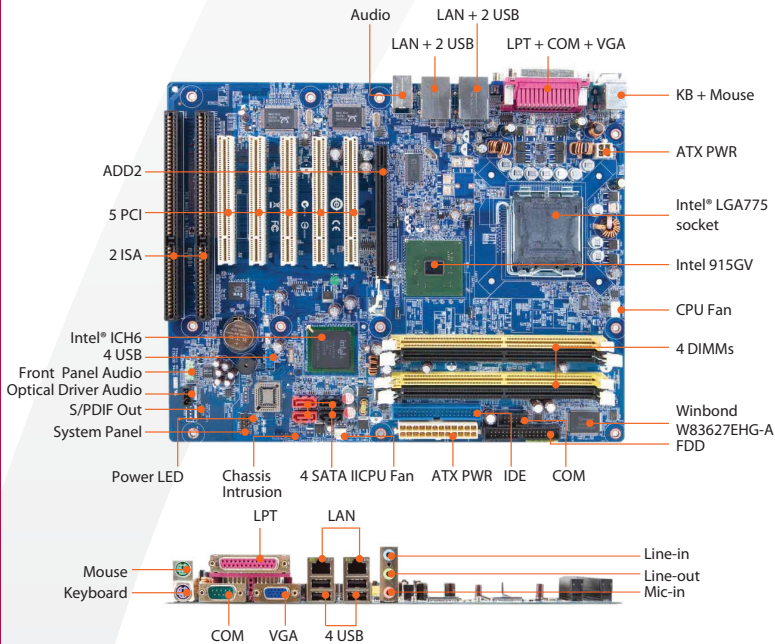 Audio
LAN + 2 USB
LAN + 2 USB
LPT + COM + VGA
KB + Mouse
ATX PWR
ADD2
Intel® LGA775
socket
5 PCI
2 ISA
Intel 915GV
CPU Fan
Intel® ICH6
4 USB
4 DIMMs
Front Panel Audio
Optical Driver Audio
S/PDIF Out
System Panel
Winbond
W83627EHG-A
FDD
Power LED
Chassis
Intrusion
4 SATA II
CPU Fan
ATX PWR
IDE
COM
LPT
LAN
Mouse
Keyboard
Line-in
Line-out
Mic-in
COM
VGA
4 USB